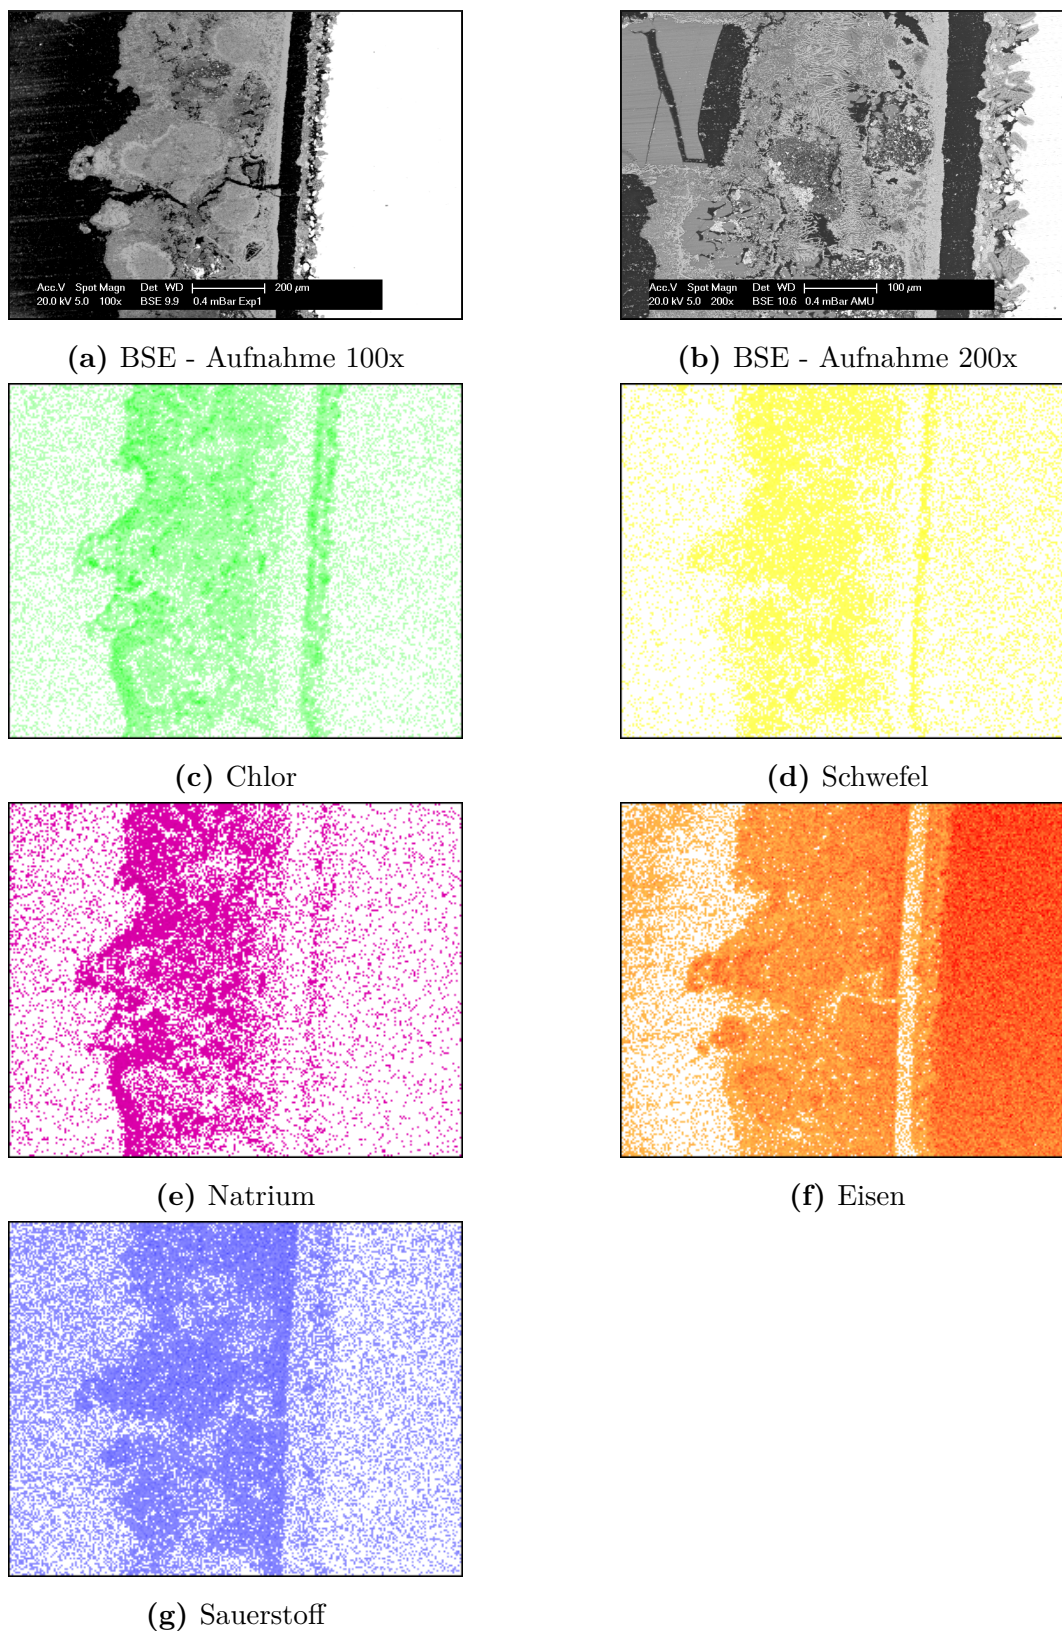 Acc.V Spot Magn Det WD 200 µm
20.0 kV 5.0 100x BSE 9.9 0.4 mBar Exp1
Acc.V Spot Magn Det WD 100 µm
20.0 kV 5.0 200x BSE 10.6 0.4 mBar AMU
(a) BSE - Aufnahme 100x
(b) BSE - Aufnahme 200x
(c) Chlor
(d) Schwefel
(e) Natrium
(f) Eisen
(g) Sauerstoff